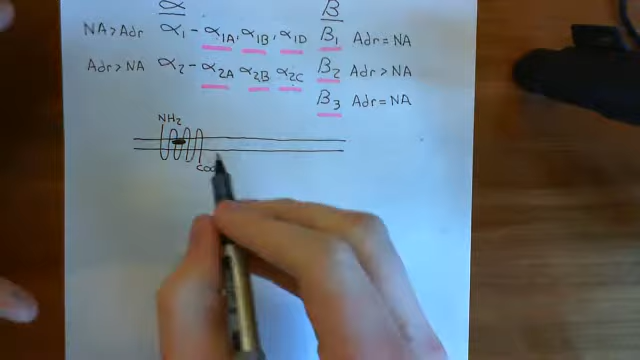 α β
NA > Adr α₁ - α₁A, α₁B, α₁D β₁ Adr = NA
Adr > NA α₂ - α₂A α₂B α₂C β₂ Adr > NA
β₃ Adr = NA
NH₂